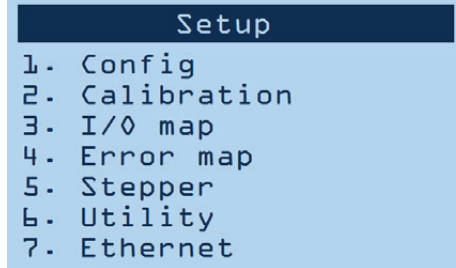 Setup
1. Config
2. Calibration
3. I/O map
4. Error map
5. Stepper
6. Utility
7. Ethernet